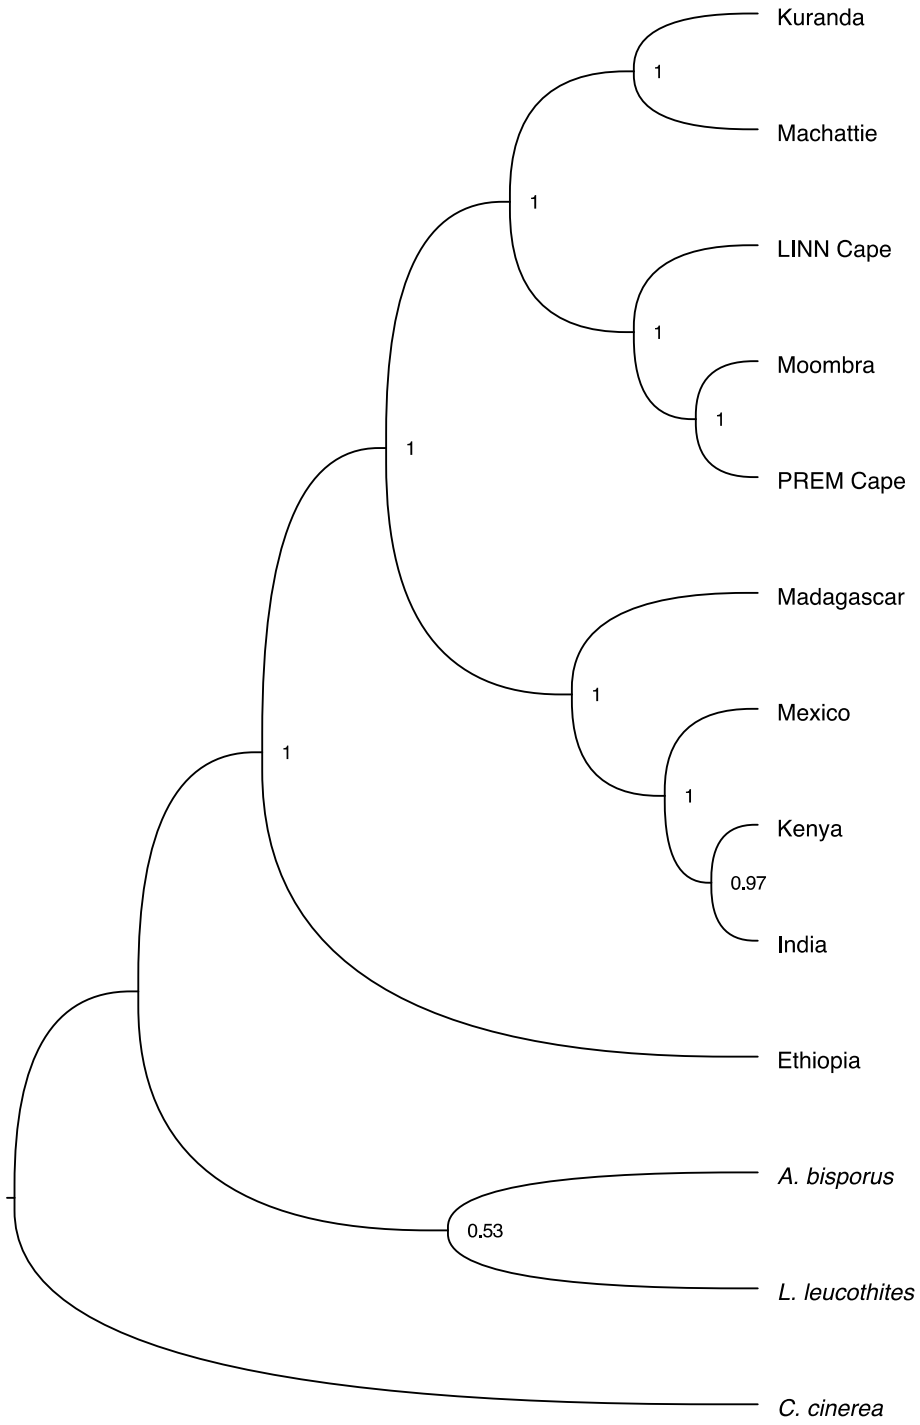 Kuranda
1
Machattie
1
LINN Cape
1
Moombra
1
PREM Cape
1
Madagascar
1
Mexico
1
1
Kenya
0.97
India
Ethiopia
A. bisporus
0.53
L. leucothites
C. cinerea